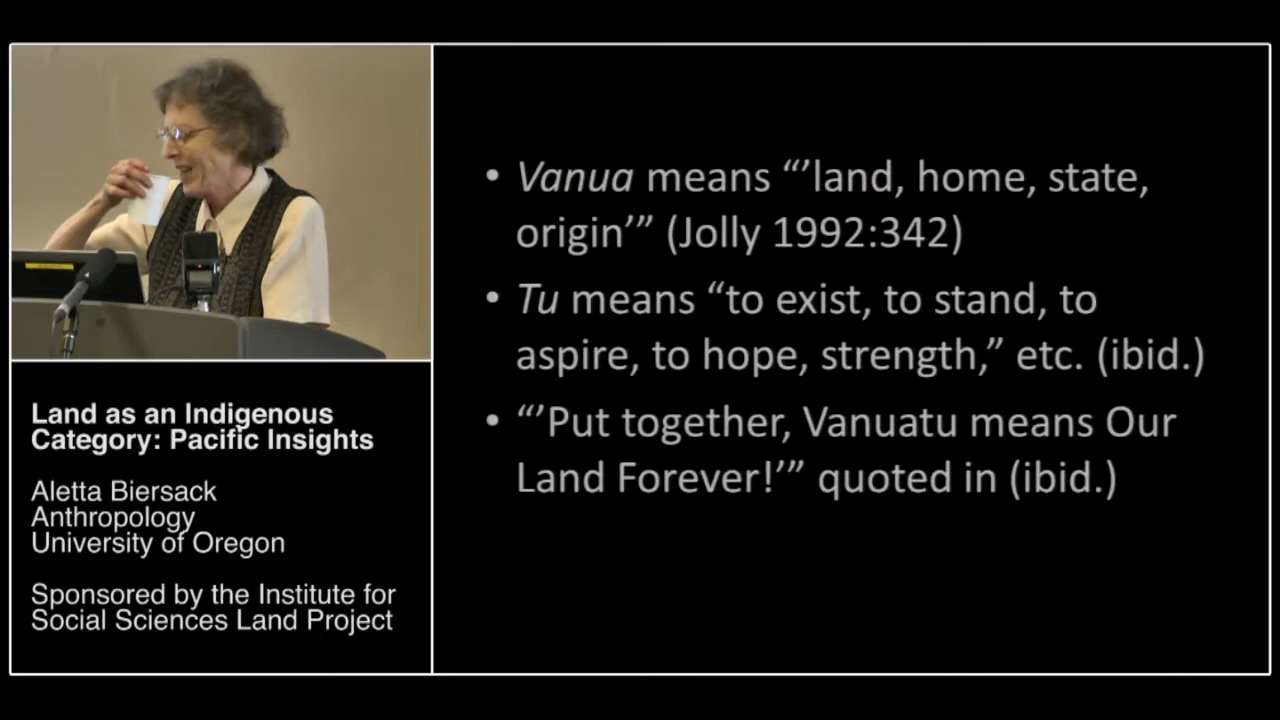 Land as an Indigenous
Category: Pacific Insights
Aletta Biersack
Anthropology
University of Oregon
Sponsored by the Institute for
Social Sciences Land Project
• Vanua means “’land, home, state,
origin’” (Jolly 1992:342)
• Tu means “to exist, to stand, to
aspire, to hope, strength,” etc. (ibid.)
• “’Put together, Vanuatu means Our
Land Forever!’” quoted in (ibid.)